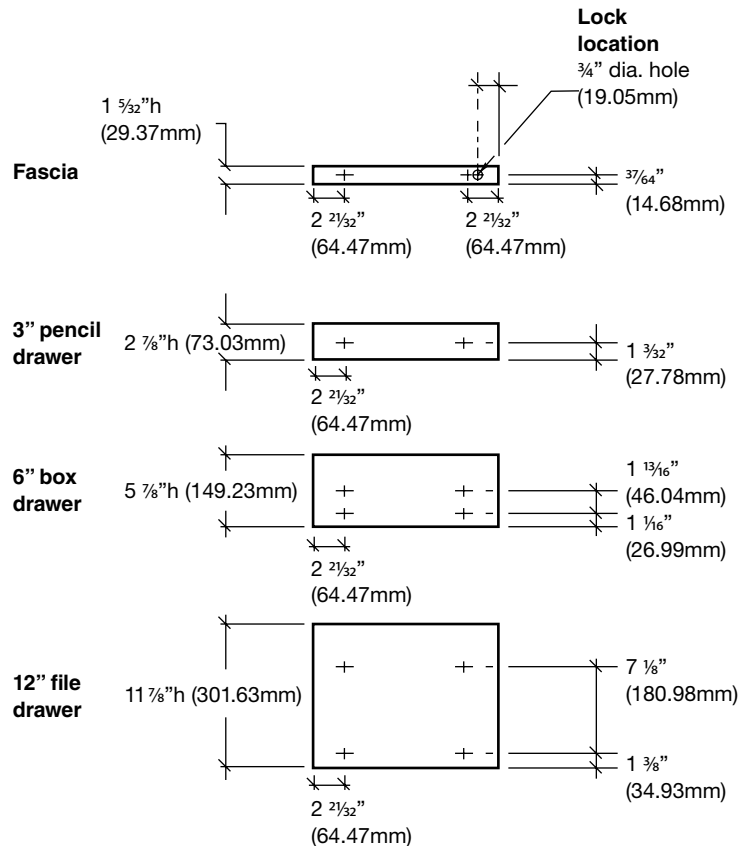 Lock
location
¾” dia. hole
(19.05mm)
1 ⁵⁄₃₂”h
(29.37mm)
Fascia
³⁷⁄₆₄”
(14.68mm)
2 ²¹⁄₃₂”
(64.47mm)
2 ²¹⁄₃₂”
(64.47mm)
3” pencil
drawer
2 ⅞”h (73.03mm)
1 ³⁄₃₂”
(27.78mm)
2 ²¹⁄₃₂”
(64.47mm)
6” box
drawer
5 ⅞”h (149.23mm)
1 ¹³⁄₁₆”
(46.04mm)
1 ¹⁄₁₆”
(26.99mm)
2 ²¹⁄₃₂”
(64.47mm)
12” file
drawer
11 ⅞”h (301.63mm)
7 ⅛”
(180.98mm)
1 ⅜”
(34.93mm)
2 ²¹⁄₃₂”
(64.47mm)